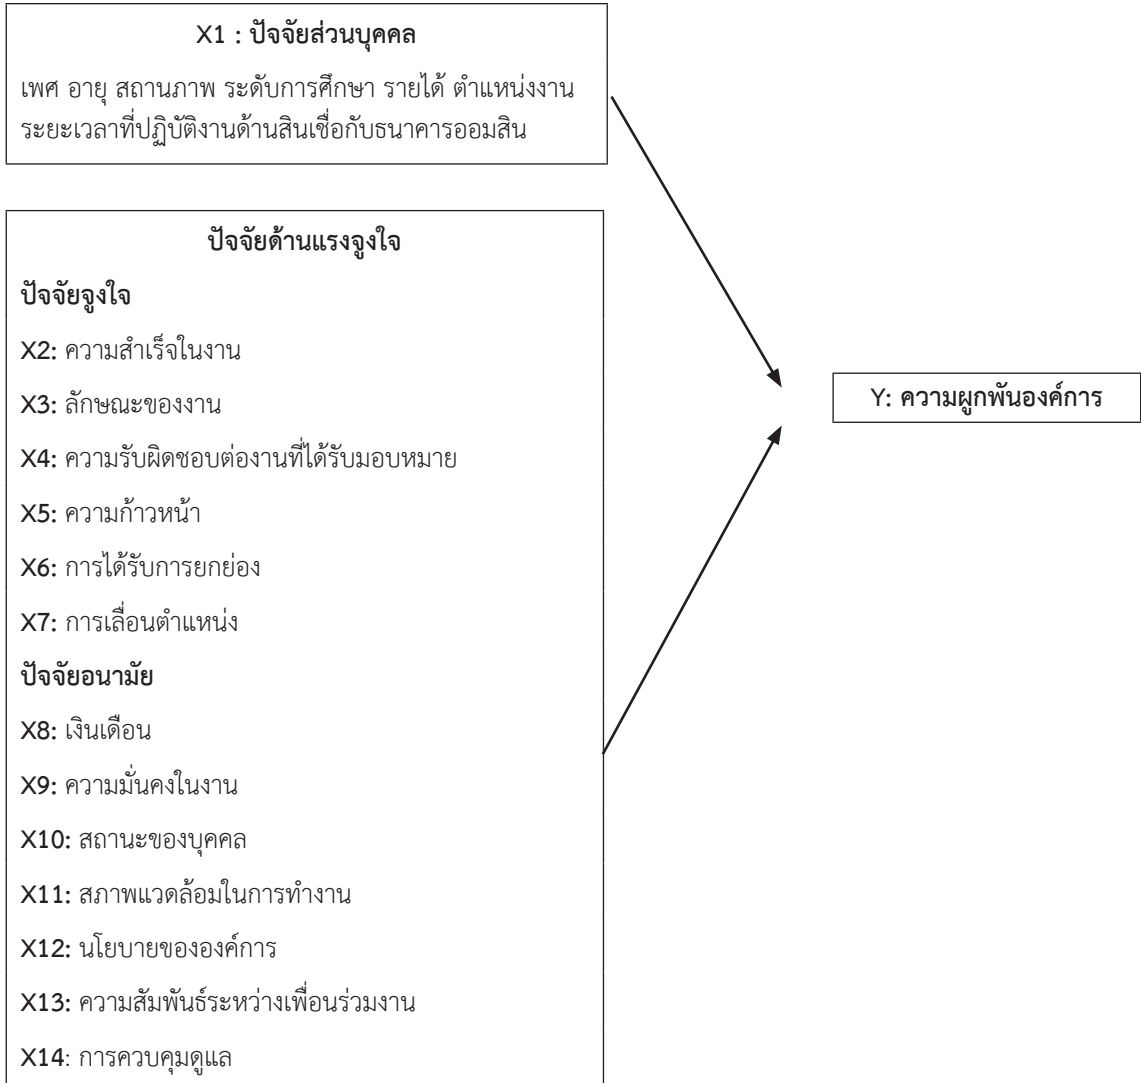 X1 : ปัจจัยส่วนบุคคล
เพศ อายุ สถานภาพ ระดับการศึกษา รายได้ ตำแหน่งงาน
ระยะเวลาที่ปฏิบัติงานด้านสินเชื่อกับธนาคารออมสิน
ปัจจัยด้านแรงจูงใจ
ปัจจัยจูงใจ
X2: ความสำเร็จในงาน
X3: ลักษณะของงาน
X4: ความรับผิดชอบต่องานที่ได้รับมอบหมาย
X5: ความก้าวหน้า
X6: การได้รับการยกย่อง
X7: การเลื่อนตำแหน่ง
ปัจจัยอนามัย
X8: เงินเดือน
X9: ความมั่นคงในงาน
X10: สถานะของบุคคล
X11: สภาพแวดล้อมในการทำงาน
X12: นโยบายขององค์การ
X13: ความสัมพันธ์ระหว่างเพื่อนร่วมงาน
X14: การควบคุมดูแล
Y: ความผูกพันองค์การ